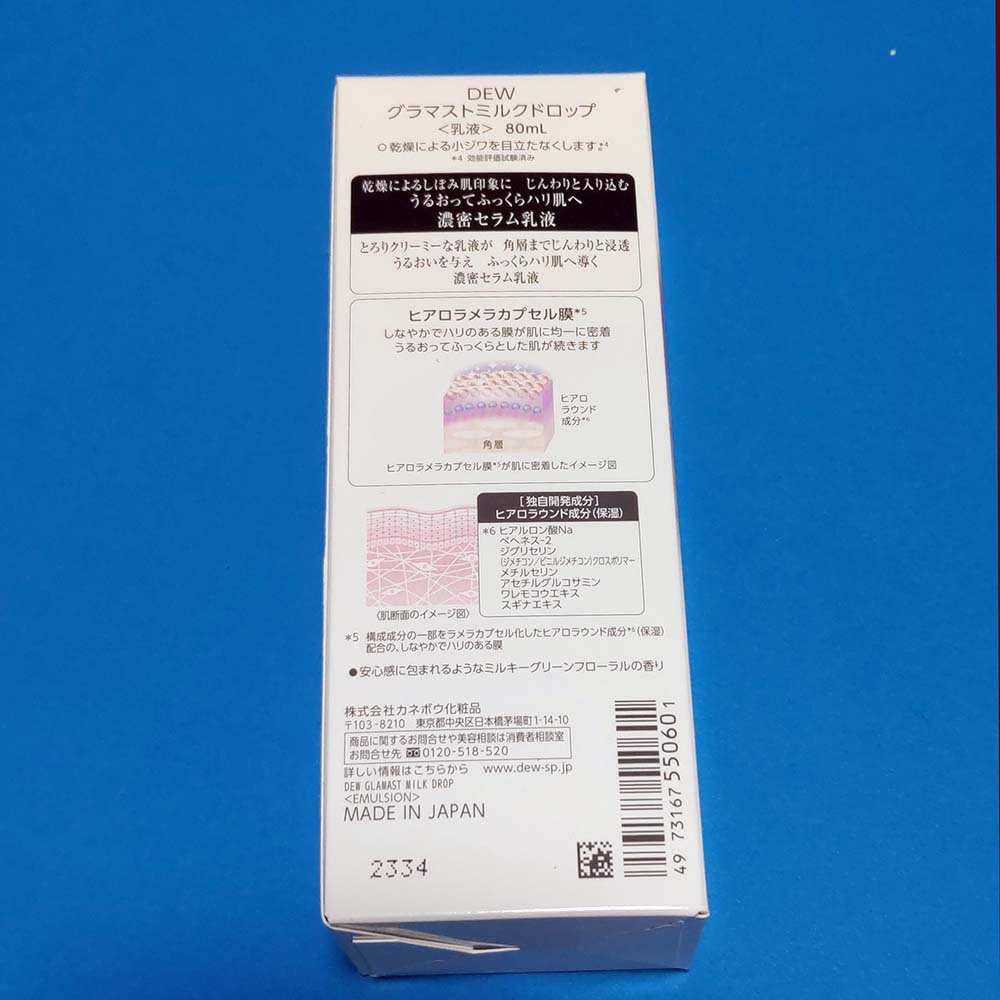 DEW
グラマストミルクドロップ
＜乳液＞ 80mL
○乾燥による小ジワを目立たなくします。*4
*4 効能評価試験済み
乾燥によるしぼみ肌印象に じんわりと入り込む
うるおってふっくらハリ肌へ
濃密セラム乳液
とろりクリーミーな乳液が 角層までじんわりと浸透
うるおいを与え ふっくらハリ肌へ導く
濃密セラム乳液
ヒアロラメラカプセル膜*5
しなやかでハリのある膜が肌に均一に密着
うるおってふっくらとした肌が続きます
ヒアロ
ラウンド
成分*6
角層
ヒアロラメラカプセル膜*5が肌に密着したイメージ図
〈肌断面のイメージ図〉
［独自開発成分］
ヒアロラウンド成分（保湿）
*6 ヒアルロン酸Na
ベヘネス-2
ジグリセリン
(ジメチコン/ビニルジメチコン)クロスポリマー
メチルセリン
アセチルグルコサミン
ワレモコウエキス
スギナエキス
*5 構成成分の一部をラメラカプセル化したヒアロラウンド成分*6(保湿)
配合の、しなやかでハリのある膜
●安心感に包まれるようなミルキーグリーンフローラルの香り
株式会社カネボウ化粧品
〒103-8210 東京都中央区日本橋茅場町1-14-10
商品に関するお問合せや美容相談は消費者相談室
お問合せ先 0120-518-520
詳しい情報はこちらから www.dew-sp.jp
DEW GLAMAST MILK DROP
<EMULSION>
MADE IN JAPAN
2334
49 73167 550601